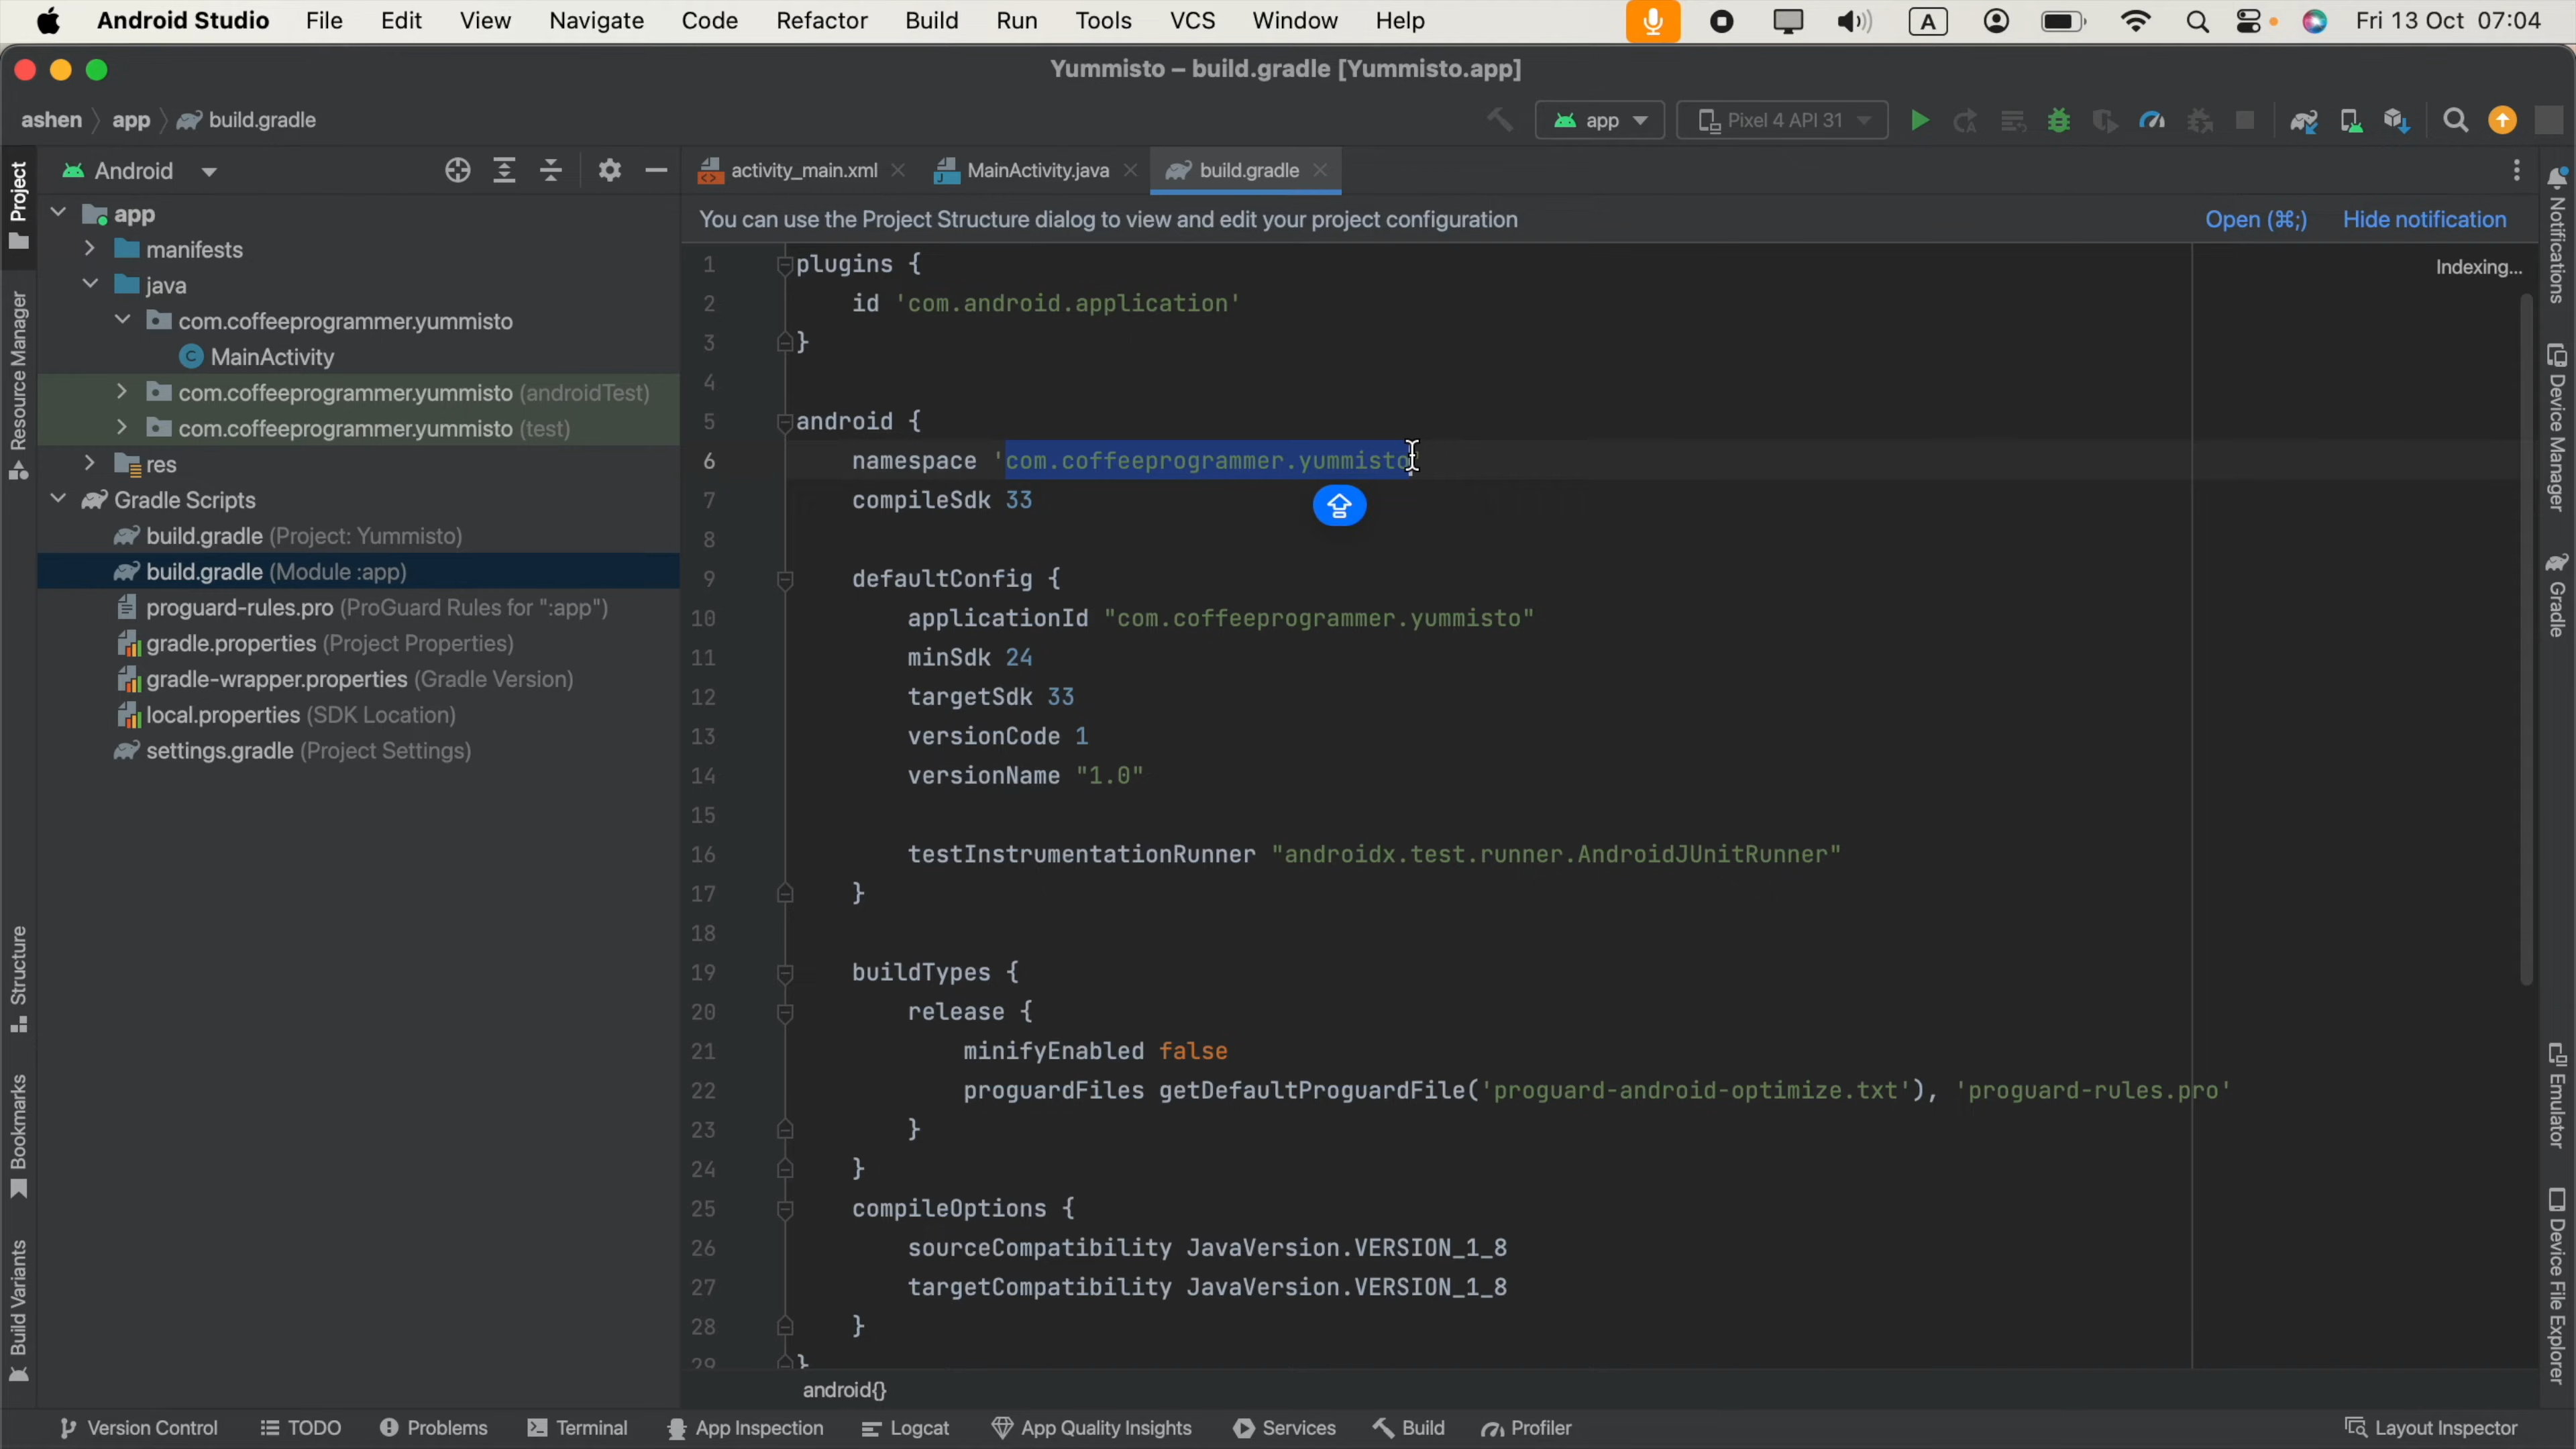 Android Studio File Edit View Navigate Code Refactor Build Run Tools VCS Window Help A Fri 13 Oct 07:04
Yummisto – build.gradle [Yummisto.app]
ashen app build.gradle app Pixel 4 API 31
Project
Resource Manager
Structure
Bookmarks
Build Variants
Android
app
manifests
java
com.coffeeprogrammer.yummisto
MainActivity
com.coffeeprogrammer.yummisto (androidTest)
com.coffeeprogrammer.yummisto (test)
res
Gradle Scripts
build.gradle (Project: Yummisto)
build.gradle (Module :app)
proguard-rules.pro (ProGuard Rules for ":app")
gradle.properties (Project Properties)
gradle-wrapper.properties (Gradle Version)
local.properties (SDK Location)
settings.gradle (Project Settings)
activity_main.xml MainActivity.java build.gradle
You can use the Project Structure dialog to view and edit your project configuration Open (⌘;) Hide notification
Indexing...
1 plugins {
2 id 'com.android.application'
3 }
4
5 android {
6 namespace 'com.coffeeprogrammer.yummisto'
7 compileSdk 33
8
9 defaultConfig {
10 applicationId "com.coffeeprogrammer.yummisto"
11 minSdk 24
12 targetSdk 33
13 versionCode 1
14 versionName "1.0"
15
16 testInstrumentationRunner "androidx.test.runner.AndroidJUnitRunner"
17 }
18
19 buildTypes {
20 release {
21 minifyEnabled false
22 proguardFiles getDefaultProguardFile('proguard-android-optimize.txt'), 'proguard-rules.pro'
23 }
24 }
25 compileOptions {
26 sourceCompatibility JavaVersion.VERSION_1_8
27 targetCompatibility JavaVersion.VERSION_1_8
28 }
29 }
android{}
Notifications
Device Manager
Gradle
Emulator
Device File Explorer
Version Control TODO Problems Terminal App Inspection Logcat App Quality Insights Services Build Profiler Layout Inspector